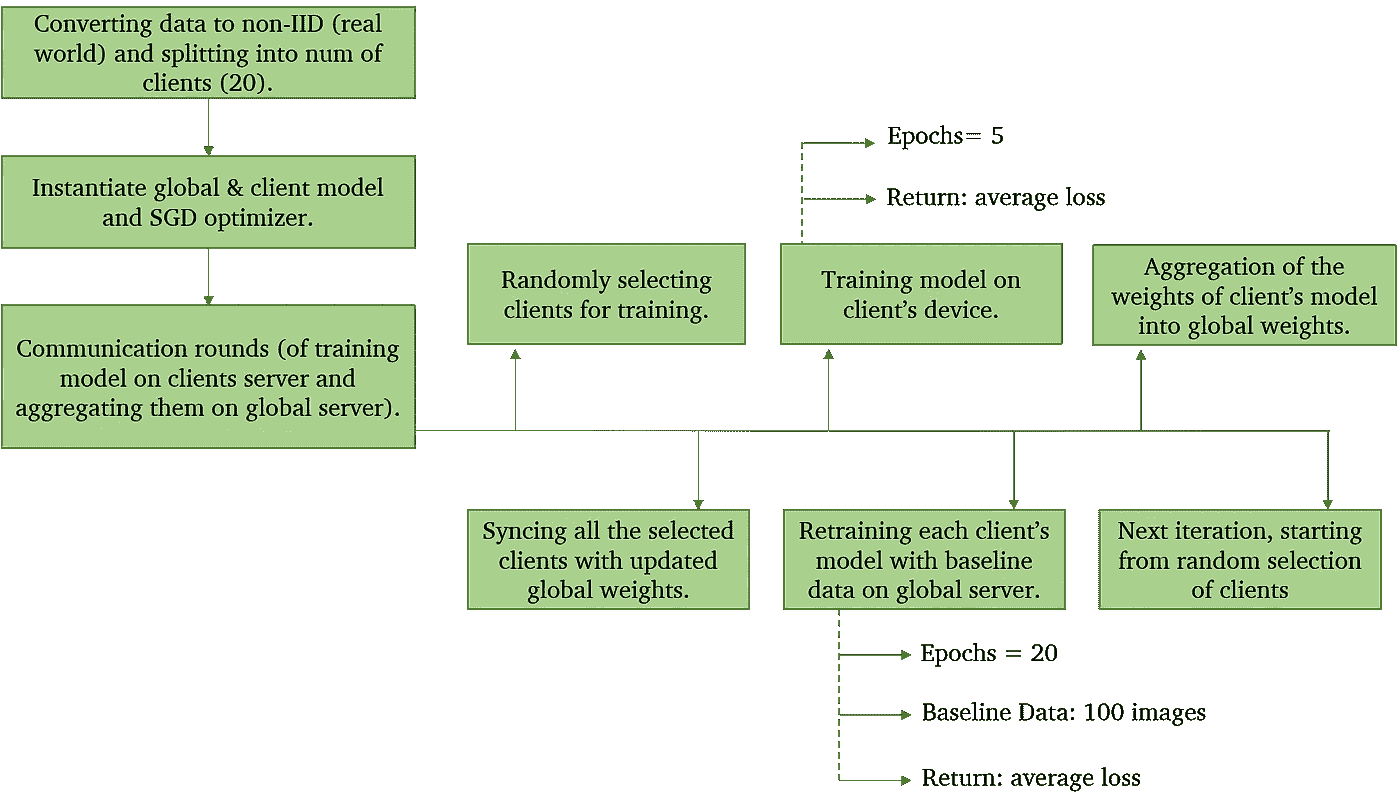 Converting data to non-IID (real
world) and splitting into num of
clients (20).
Instantiate global & client model
and SGD optimizer.
Communication rounds (of training
model on clients server and
aggregating them on global server).
Randomly selecting
clients for training.
Epochs= 5
Return: average loss
Training model on
client's device.
Aggregation of the
weights of client's model
into global weights.
Syncing all the selected
clients with updated
global weights.
Retraining each client's
model with baseline
data on global server.
Epochs = 20
Baseline Data: 100 images
Return: average loss
Next iteration, starting
from random selection
of clients